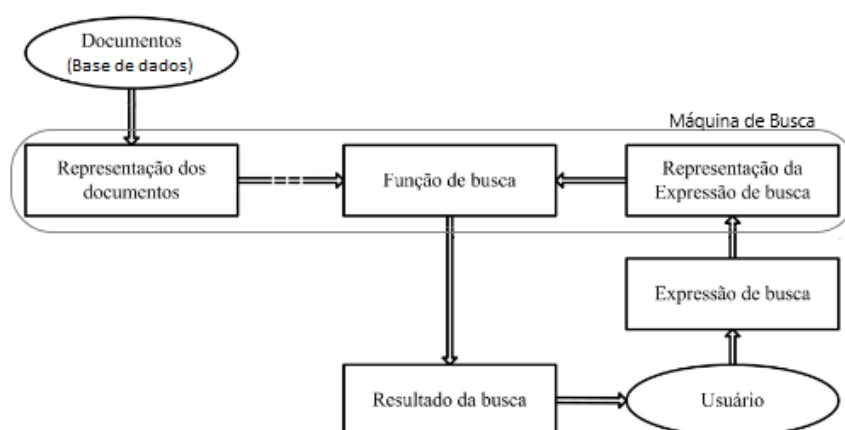 Documentos
(Base de dados)
Máquina de Busca
Representação dos
documentos
Função de busca
Representação da
Expressão de busca
Expressão de busca
Resultado da busca
Usuário